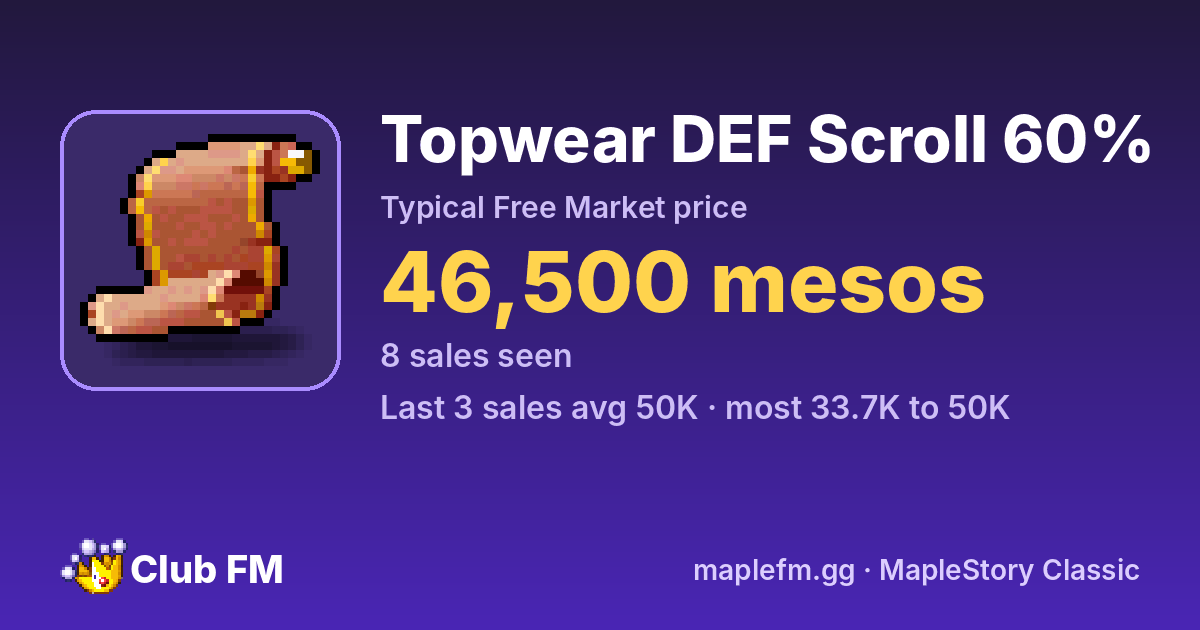 Topwear DEF Scroll 60%
Typical Free Market price
46,500 mesos
8 sales seen
Last 3 sales avg 50K · most 33.7K to 50K
Club FM
maplefm.gg · MapleStory Classic